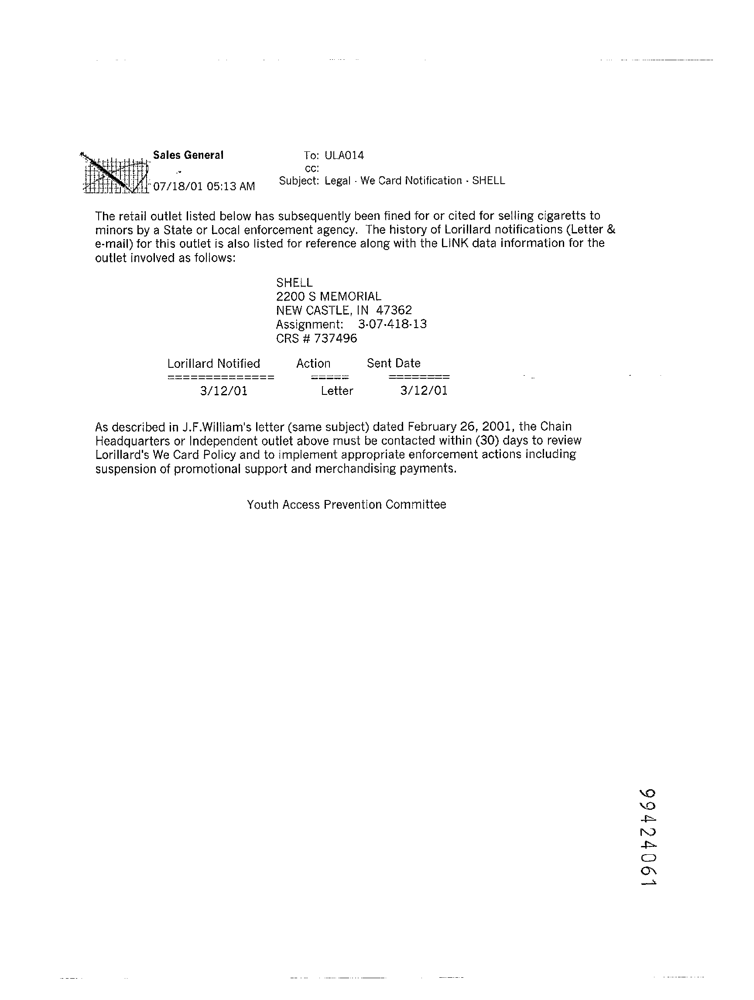 Sales General
07/18/01 05:13 AM
To: ULA014
cc:
Subject: Legal - We Card Notification - SHELL
The retail outlet listed below has subsequently been fined for or cited for selling cigaretts to
minors by a State or Local enforcement agency. The history of Lorillard notifications (Letter &
e-mail) for this outlet is also listed for reference along with the LINK data information for the
outlet involved as follows:
SHELL
2200 S MEMORIAL
NEW CASTLE, IN 47362
Assignment: 3-07-418-13
CRS # 737496
Lorillard Notified Action Sent Date
============== ===== ========
3/12/01 Letter 3/12/01
As described in J.F.William's letter (same subject) dated February 26, 2001, the Chain
Headquarters or Independent outlet above must be contacted within (30) days to review
Lorillard's We Card Policy and to implement appropriate enforcement actions including
suspension of promotional support and merchandising payments.
Youth Access Prevention Committee
99424061